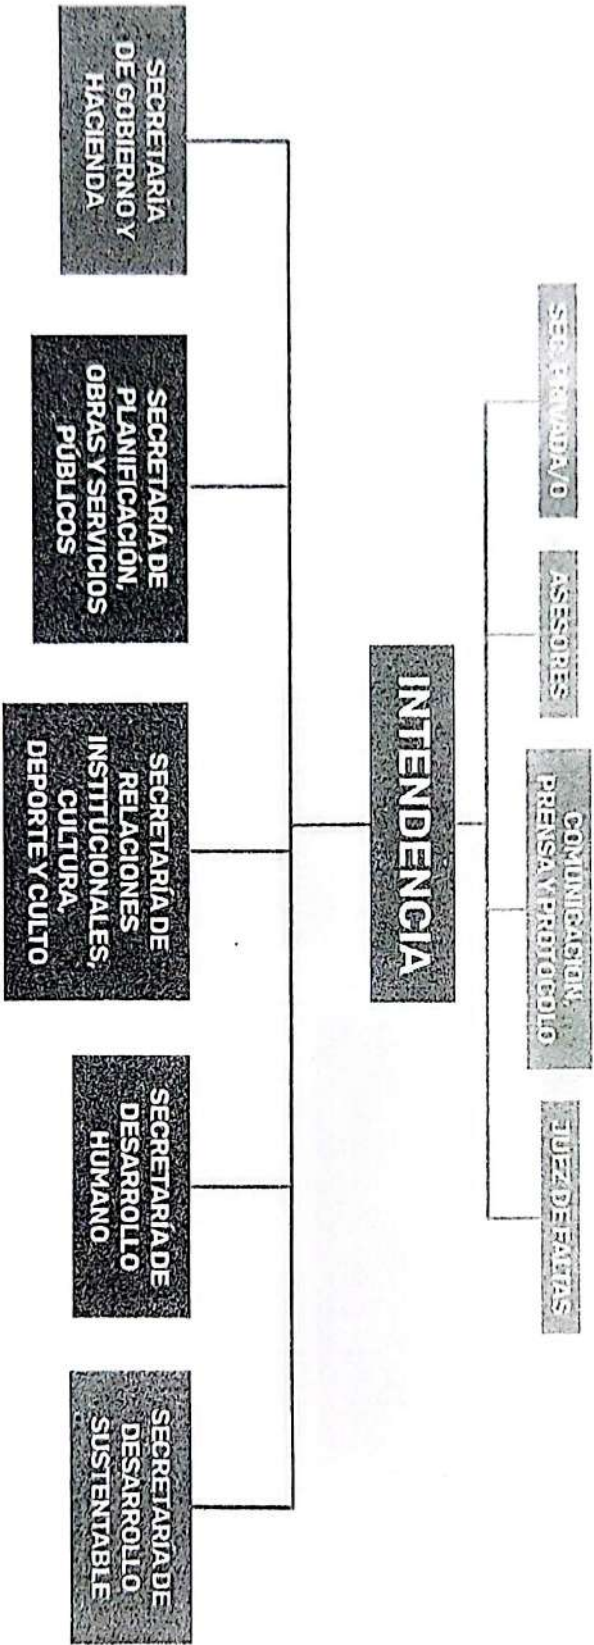 SEC. PRIVADA/O
ASESORES
COMUNICACION,
PRENSA Y PROTOCOLO
JUEZ DE FALTAS
INTENDENCIA
SECRETARÍA
DE GOBIERNO Y
HACIENDA
SECRETARÍA DE
PLANIFICACIÓN,
OBRAS Y SERVICIOS
PÚBLICOS
SECRETARÍA DE
RELACIONES
INSTITUCIONALES,
CULTURA,
DEPORTE Y CULTO
SECRETARÍA DE
DESARROLLO
HUMANO
SECRETARÍA DE
DESARROLLO
SUSTENTABLE